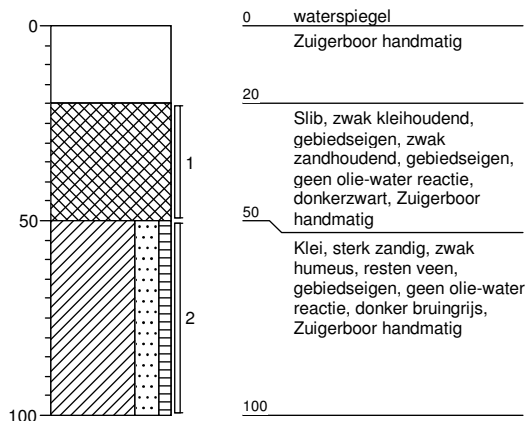 0
50
100
1
2
0 waterspiegel
Zuigerboor handmatig
20
Slib, zwak kleihoudend,
gebiedseigen, zwak
zandhoudend, gebiedseigen,
geen olie-water reactie,
donkerzwart, Zuigerboor
handmatig
50
Klei, sterk zandig, zwak
humeus, resten veen,
gebiedseigen, geen olie-water
reactie, donker bruingrijs,
Zuigerboor handmatig
100